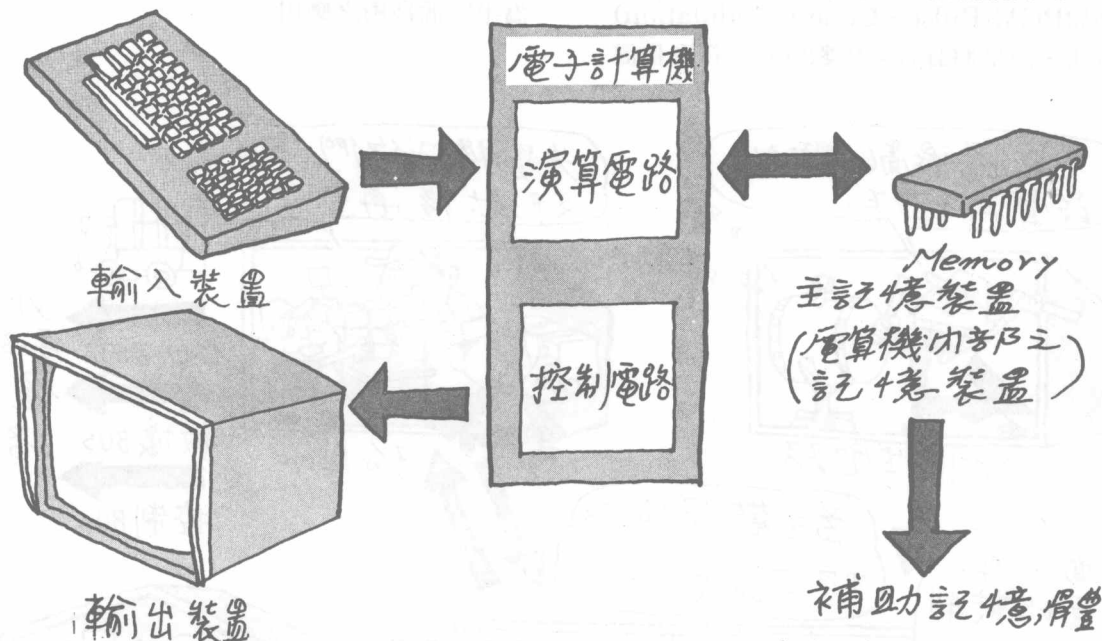 電子計算機
演算電路
控制電路
輸入裝置
輸出裝置
Memory
主記憶裝置
(電算機內部之
記憶裝置)
補助記憶體